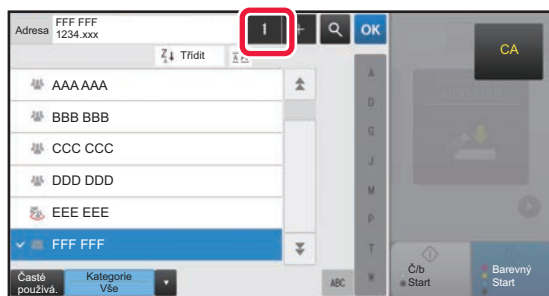 Adresa FFF FFF
1234.xxx
1
+
OK
CA
Třídit
AAA AAA
BBB BBB
CCC CCC
DDD DDD
EEE EEE
FFF FFF
A
D
G
J
M
P
T
W
Časté
používá.
Kategorie
Vše
ABC
Č/b
Start
Barevný
Start